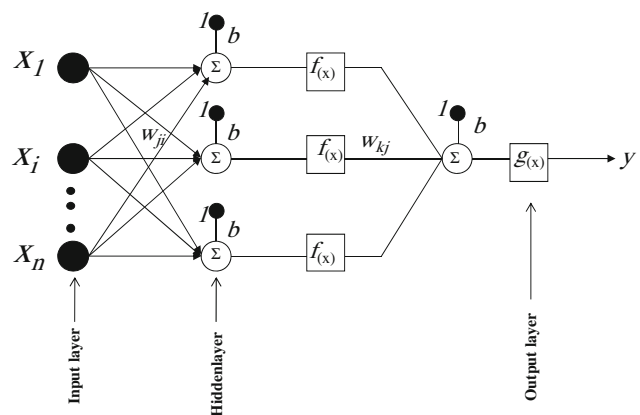 1
b
X1
Σ
f(x)
1
b
1
b
wji
wkj
Xi
Σ
f(x)
Σ
g(x)
y
1
b
Xn
Σ
f(x)
Input layer
Hiddenlayer
Output layer